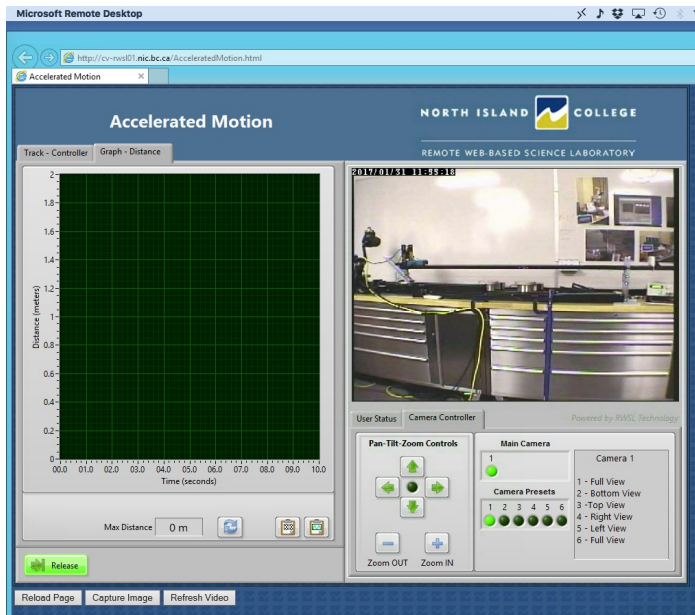 Microsoft Remote Desktop
http://cv-rwsl01.nic.bc.ca/AcceleratedMotion.html
Accelerated Motion
Accelerated Motion
NORTH ISLAND COLLEGE
REMOTE WEB-BASED SCIENCE LABORATORY
Track - Controller Graph - Distance
2
1.8
1.6
1.4
1.2
1
0.8
0.6
0.4
0.2
0
Distance (meters)
00.0 01.0 02.0 03.0 04.0 05.0 06.0 07.0 08.0 09.0 10.0
Time (seconds)
Max Distance 0 m
Release
2017/01/31 11:55:18
User Status Camera Controller Powered by RWSL Technology
Pan-Tilt-Zoom Controls
Zoom OUT Zoom IN
Main Camera
1
Camera Presets
1 2 3 4 5 6
Camera 1
1 - Full View
2 - Bottom View
3 -Top View
4 - Right View
5 - Left View
6 - Full View
Reload Page Capture Image Refresh Video